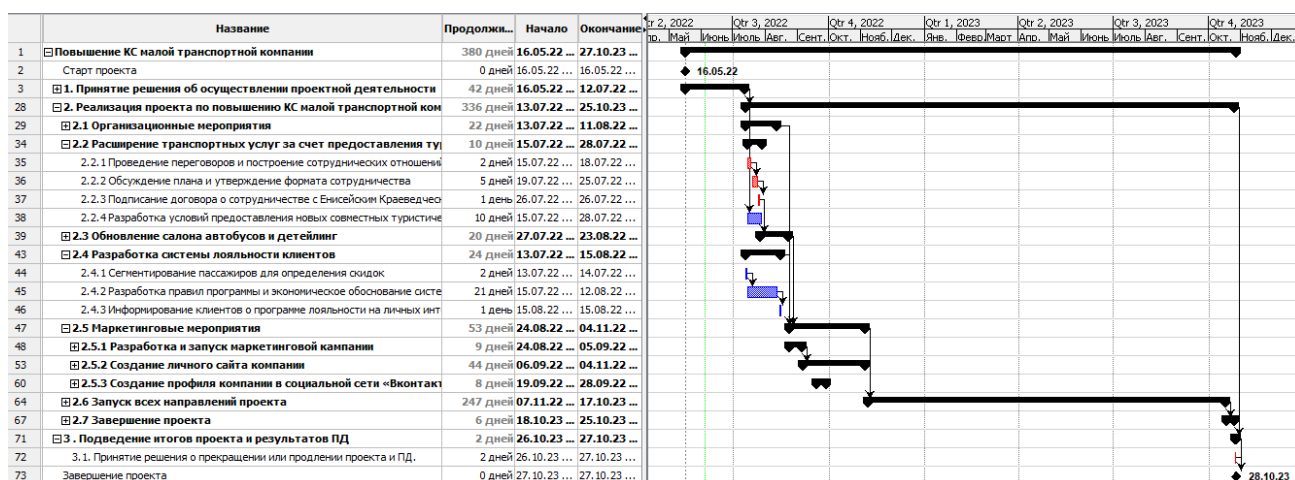 Название Продолжи... Начало Окончание
Qtr 3, 2022 Qtr 4, 2022 Qtr 1, 2023 Qtr 2, 2023 Qtr 3, 2023 Qtr 4, 2023
Май Июнь Июль Авг. Сент. Окт. Нояб. Дек. Янв. Февр. Март Апр. Май Июнь Июль Авг. Сент. Окт. Нояб. Дек.
1 Повышение КС малой транспортной компании 380 дней 16.05.22 ... 27.10.23 ...
2 Старт проекта 0 дней 16.05.22 ... 16.05.22 ... 16.05.22
3 1. Принятие решения об осуществлении проектной деятельности 42 дней 16.05.22 ... 12.07.22 ...
28 2. Реализация проекта по повышению КС малой транспортной ком 336 дней 13.07.22 ... 25.10.23 ...
29 2.1 Организационные мероприятия 22 дней 13.07.22 ... 11.08.22 ...
34 2.2 Расширение транспортных услуг за счет предоставления ту 10 дней 15.07.22 ... 28.07.22 ...
35 2.2.1 Проведение переговоров и построение сотруднических отношени 2 дней 15.07.22 ... 18.07.22 ...
36 2.2.2 Обсуждение плана и утверждение формата сотрудничества 5 дней 19.07.22 ... 25.07.22 ...
37 2.2.3 Подписание договора о сотрудничестве с Енисейским Краеведчес 1 день 26.07.22 ... 26.07.22 ...
38 2.2.4 Разработка условий предоставления новых совместных туристиче 10 дней 15.07.22 ... 28.07.22 ...
39 2.3 Обновление салона автобусов и детейлинг 20 дней 27.07.22 ... 23.08.22 ...
43 2.4 Разработка системы лояльности клиентов 24 дней 13.07.22 ... 15.08.22 ...
44 2.4.1 Сегментирование пассажиров для определения скидок 2 дней 13.07.22 ... 14.07.22 ...
45 2.4.2 Разработка правил программы и экономическое обоснование систе 21 дней 15.07.22 ... 12.08.22 ...
46 2.4.3 Информирование клиентов о программе лояльности на личных инт 1 день 15.08.22 ... 15.08.22 ...
47 2.5 Маркетинговые мероприятия 53 дней 24.08.22 ... 04.11.22 ...
48 2.5.1 Разработка и запуск маркетинговой кампании 9 дней 24.08.22 ... 05.09.22 ...
53 2.5.2 Создание личного сайта компании 44 дней 06.09.22 ... 04.11.22 ...
60 2.5.3 Создание профиля компании в социальной сети «Вконтакт 8 дней 19.09.22 ... 28.09.22 ...
64 2.6 Запуск всех направлений проекта 247 дней 07.11.22 ... 17.10.23 ...
67 2.7 Завершение проекта 6 дней 18.10.23 ... 25.10.23 ...
71 3 . Подведение итогов проекта и результатов ПД 2 дней 26.10.23 ... 27.10.23 ...
72 3.1. Принятие решения о прекращении или продлении проекта и ПД. 2 дней 26.10.23 ... 27.10.23 ...
73 Завершение проекта 0 дней 27.10.23 ... 27.10.23 ... 28.10.23